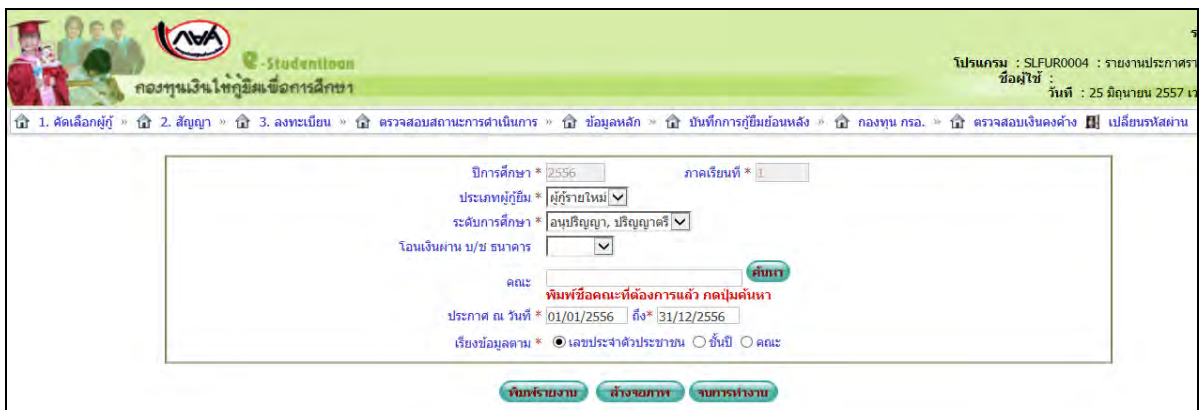 กยศ
e-Studentloan
กองทุนเงินให้กู้ยืมเพื่อการศึกษา
ร
โปรแกรม : SLFUR0004 : รายงานประกาศรา
ชื่อผู้ใช้ :
วันที่ : 25 มิถุนายน 2557 เว
1. คัดเลือกผู้กู้ » 2. สัญญา » 3. ลงทะเบียน » ตรวจสอบสถานะการดำเนินการ » ข้อมูลหลัก » บันทึกการกู้ยืมย้อนหลัง » กองทุน กรอ. » ตรวจสอบเงินคงค้าง เปลี่ยนรหัสผ่าน
ปีการศึกษา * 2556 ภาคเรียนที่ * 1
ประเภทผู้กู้ยืม * ผู้กู้รายใหม่
ระดับการศึกษา * อนุปริญญา, ปริญญาตรี
โอนเงินผ่าน บ/ช ธนาคาร
คณะ ค้นหา
พิมพ์ชื่อคณะที่ต้องการแล้ว กดปุ่มค้นหา
ประกาศ ณ วันที่ * 01/01/2556 ถึง* 31/12/2556
เรียงข้อมูลตาม * เลขประจำตัวประชาชน ชั้นปี คณะ
พิมพ์รายงาน ล้างจอภาพ จบการทำงาน